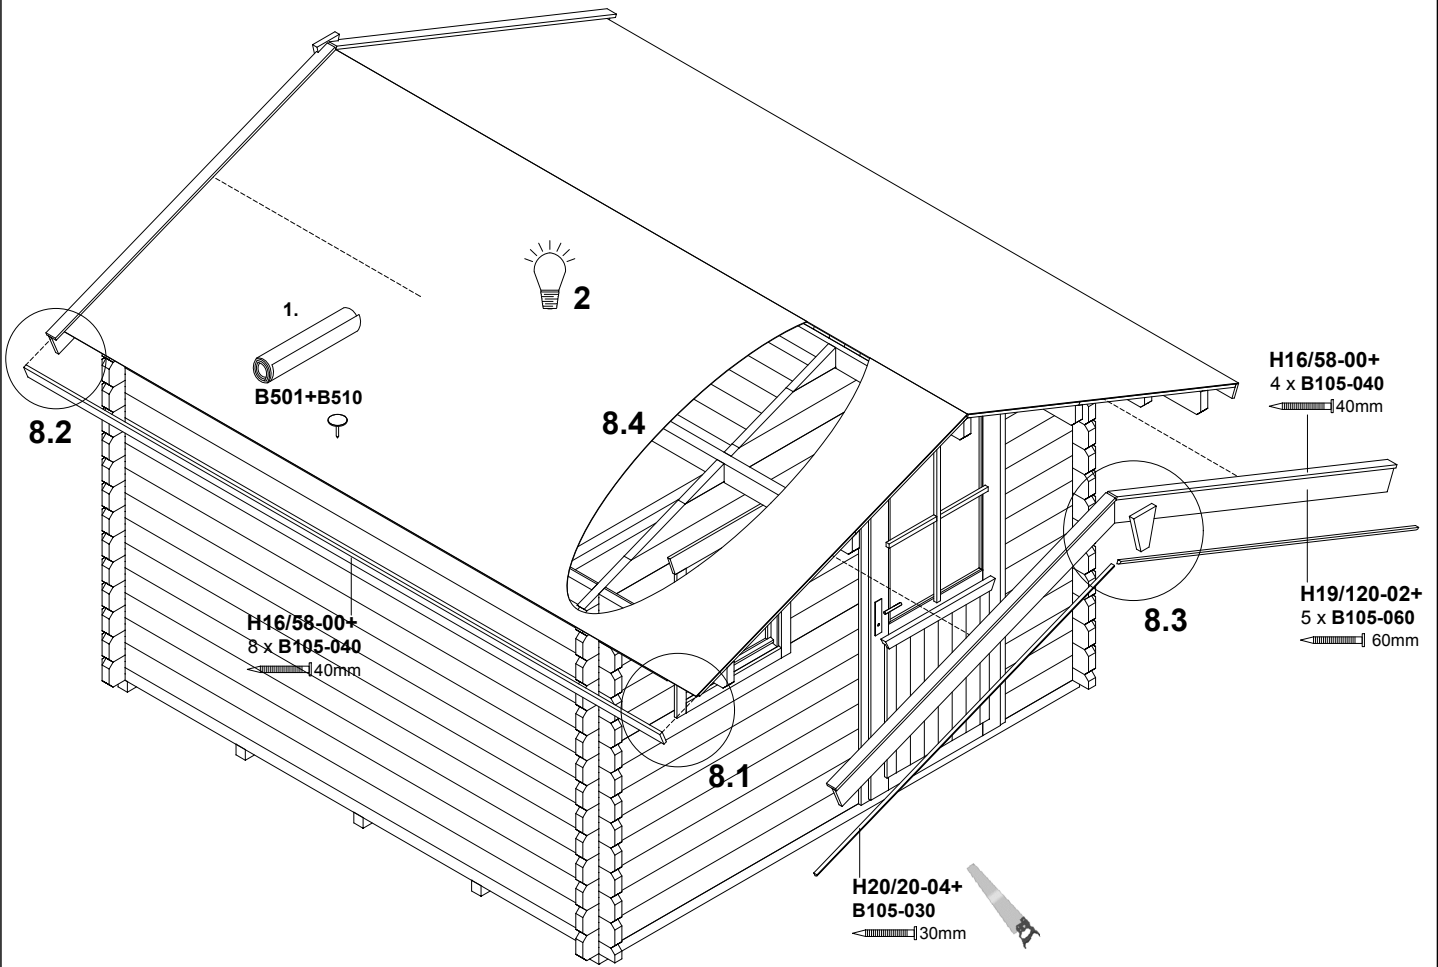 2
1.
B501+B510
8.2
8.4
H16/58-00+
4 x B105-040
40mm
H16/58-00+
8 x B105-040
40mm
8.3
H19/120-02+
5 x B105-060
60mm
8.1
H20/20-04+
B105-030
30mm